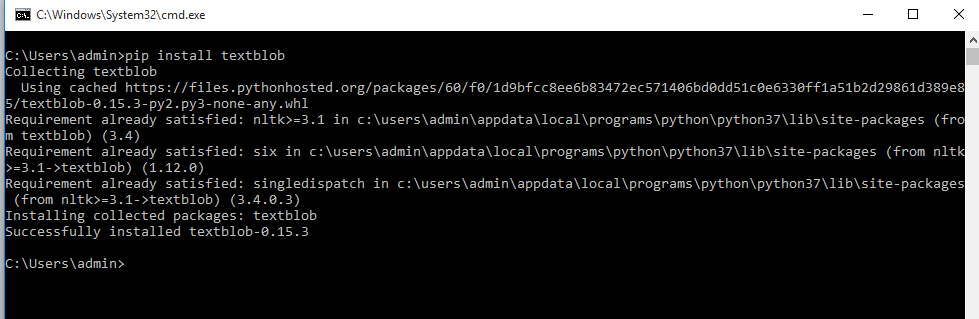 C:\Windows\System32\cmd.exe
C:\Users\admin>pip install textblob
Collecting textblob
  Using cached https://files.pythonhosted.org/packages/60/f0/1d9bfcc8ee6b83472ec571406bd0dd51c0e6330ff1a51b2d29861d389e8
5/textblob-0.15.3-py2.py3-none-any.whl
Requirement already satisfied: nltk>=3.1 in c:\users\admin\appdata\local\programs\python\python37\lib\site-packages (fro
m textblob) (3.4)
Requirement already satisfied: six in c:\users\admin\appdata\local\programs\python\python37\lib\site-packages (from nltk
>=3.1->textblob) (1.12.0)
Requirement already satisfied: singledispatch in c:\users\admin\appdata\local\programs\python\python37\lib\site-packages
 (from nltk>=3.1->textblob) (3.4.0.3)
Installing collected packages: textblob
Successfully installed textblob-0.15.3
C:\Users\admin>